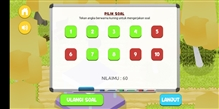 PILIH SOAL
Tekan angka berwarna kuning untuk mengerjakan soal
1 2 3 4 5
6 7 8 9 10
NILAIMU : 60
ULANGI SOAL
LANJUT